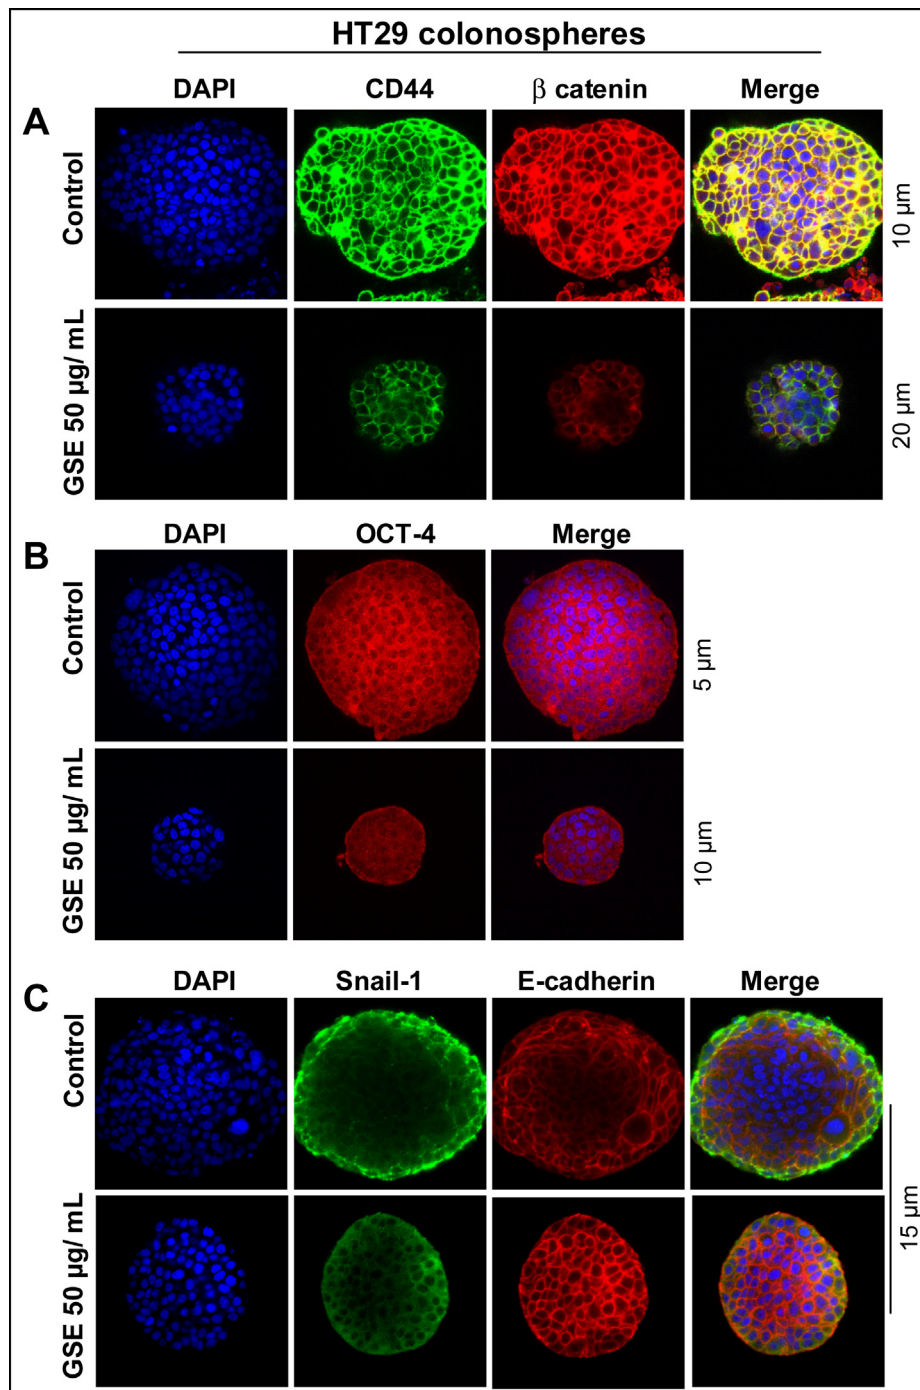 HT29 colonospheres
DAPI CD44 β catenin Merge
A
Control
10 µm
GSE 50 µg/ mL
20 µm
DAPI OCT-4 Merge
B
Control
5 µm
GSE 50 µg/ mL
10 µm
DAPI Snail-1 E-cadherin Merge
C
Control
GSE 50 µg/ mL
15 µm